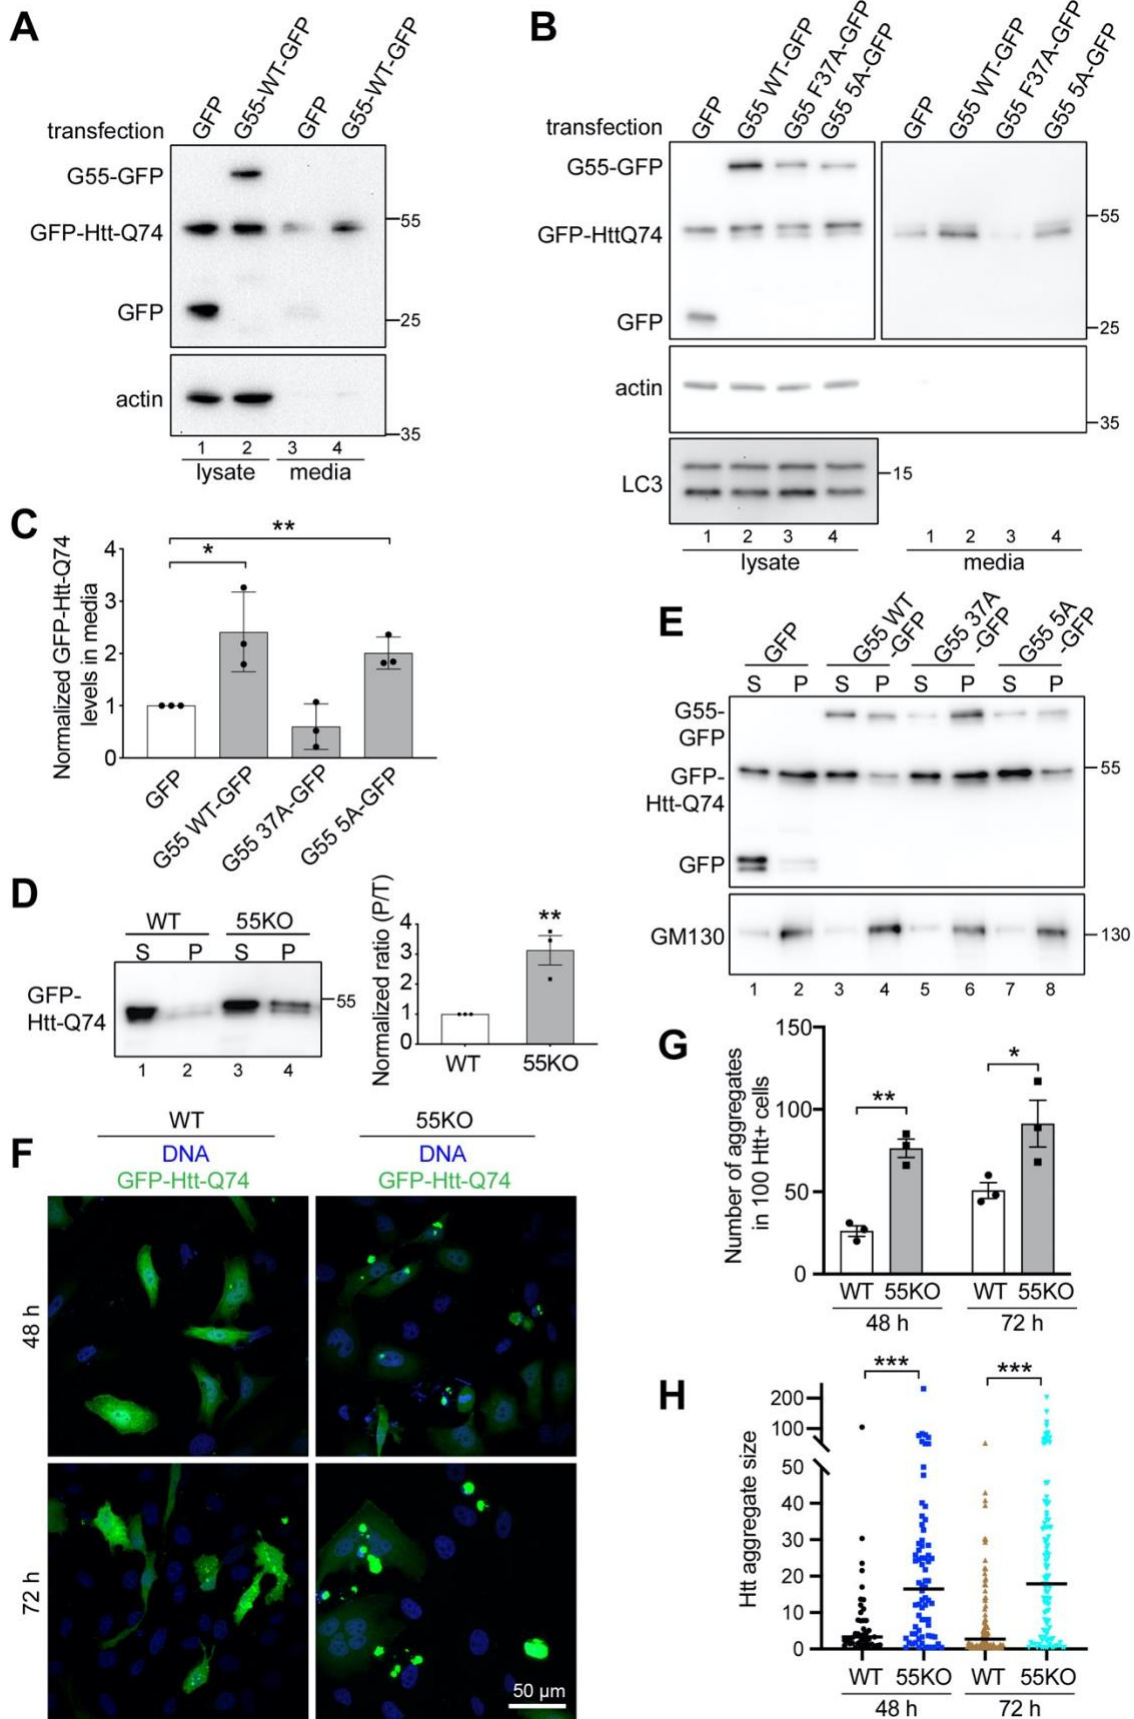 A
transfection
GFP
G55-WT-GFP
GFP
G55-WT-GFP
G55-GFP
GFP-Htt-Q74
GFP
55
25
actin
35
1 2 3 4
lysate media
B
transfection
GFP
G55 WT-GFP
G55 F37A-GFP
G55 5A-GFP
GFP
G55 WT-GFP
G55 F37A-GFP
G55 5A-GFP
G55-GFP
GFP-HttQ74
GFP
55
25
actin
35
LC3
15
1 2 3 4 1 2 3 4
lysate media
C
Normalized GFP-Htt-Q74
levels in media
**
*
4
3
2
1
0
GFP
G55 WT-GFP
G55 37A-GFP
G55 5A-GFP
D
WT 55KO
S P S P
GFP-
Htt-Q74
55
1 2 3 4
Normalized ratio (P/T)
**
4
3
2
1
0
WT 55KO
E
GFP
G55 WT
-GFP
G55 37A
-GFP
G55 5A
-GFP
S P S P S P S P
G55-
GFP
GFP-
Htt-Q74
55
GFP
GM130
130
1 2 3 4 5 6 7 8
F
WT 55KO
DNA DNA
GFP-Htt-Q74 GFP-Htt-Q74
48 h
72 h
50 µm
G
Number of aggregates
in 100 Htt+ cells
150
100
50
0
** *
WT 55KO WT 55KO
48 h 72 h
H
Htt aggregate size
*** ***
200
100
50
40
30
20
10
0
WT 55KO WT 55KO
48 h 72 h